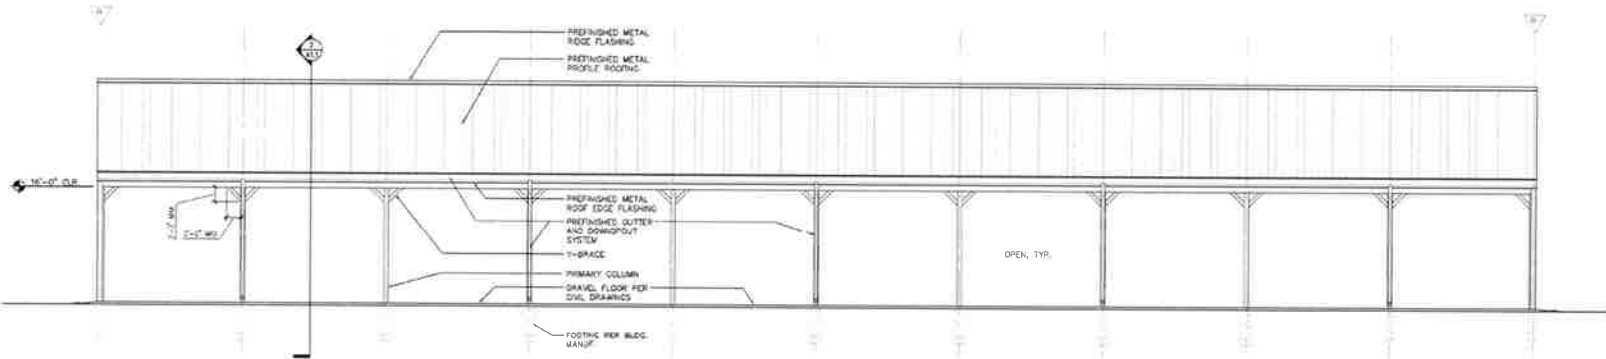 PREFINISHED METAL
RIDGE FLASHING
PREFINISHED METAL
PROFILE ROOFING
16'-0" CLR
PREFINISHED METAL
ROOF EDGE FLASHING
PREFINISHED GUTTER
AND DOWNSPOUT
SYSTEM
Y-BRACE
OPEN, TYP.
PRIMARY COLUMN
GRAVEL FLOOR PER
CIVIL DRAWINGS
FOOTING PER BLDG.
MANUF.